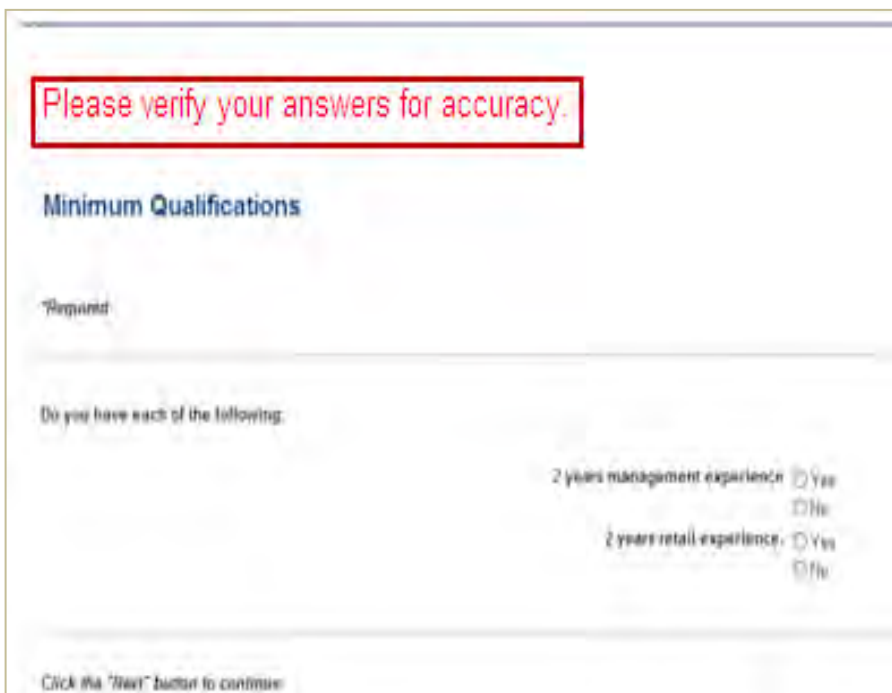 Please verify your answers for accuracy.
Minimum Qualifications
*Required
Do you have each of the following:
2 years management experience Yes
No
2 years retail experience. Yes
No
Click the "Next" button to continue